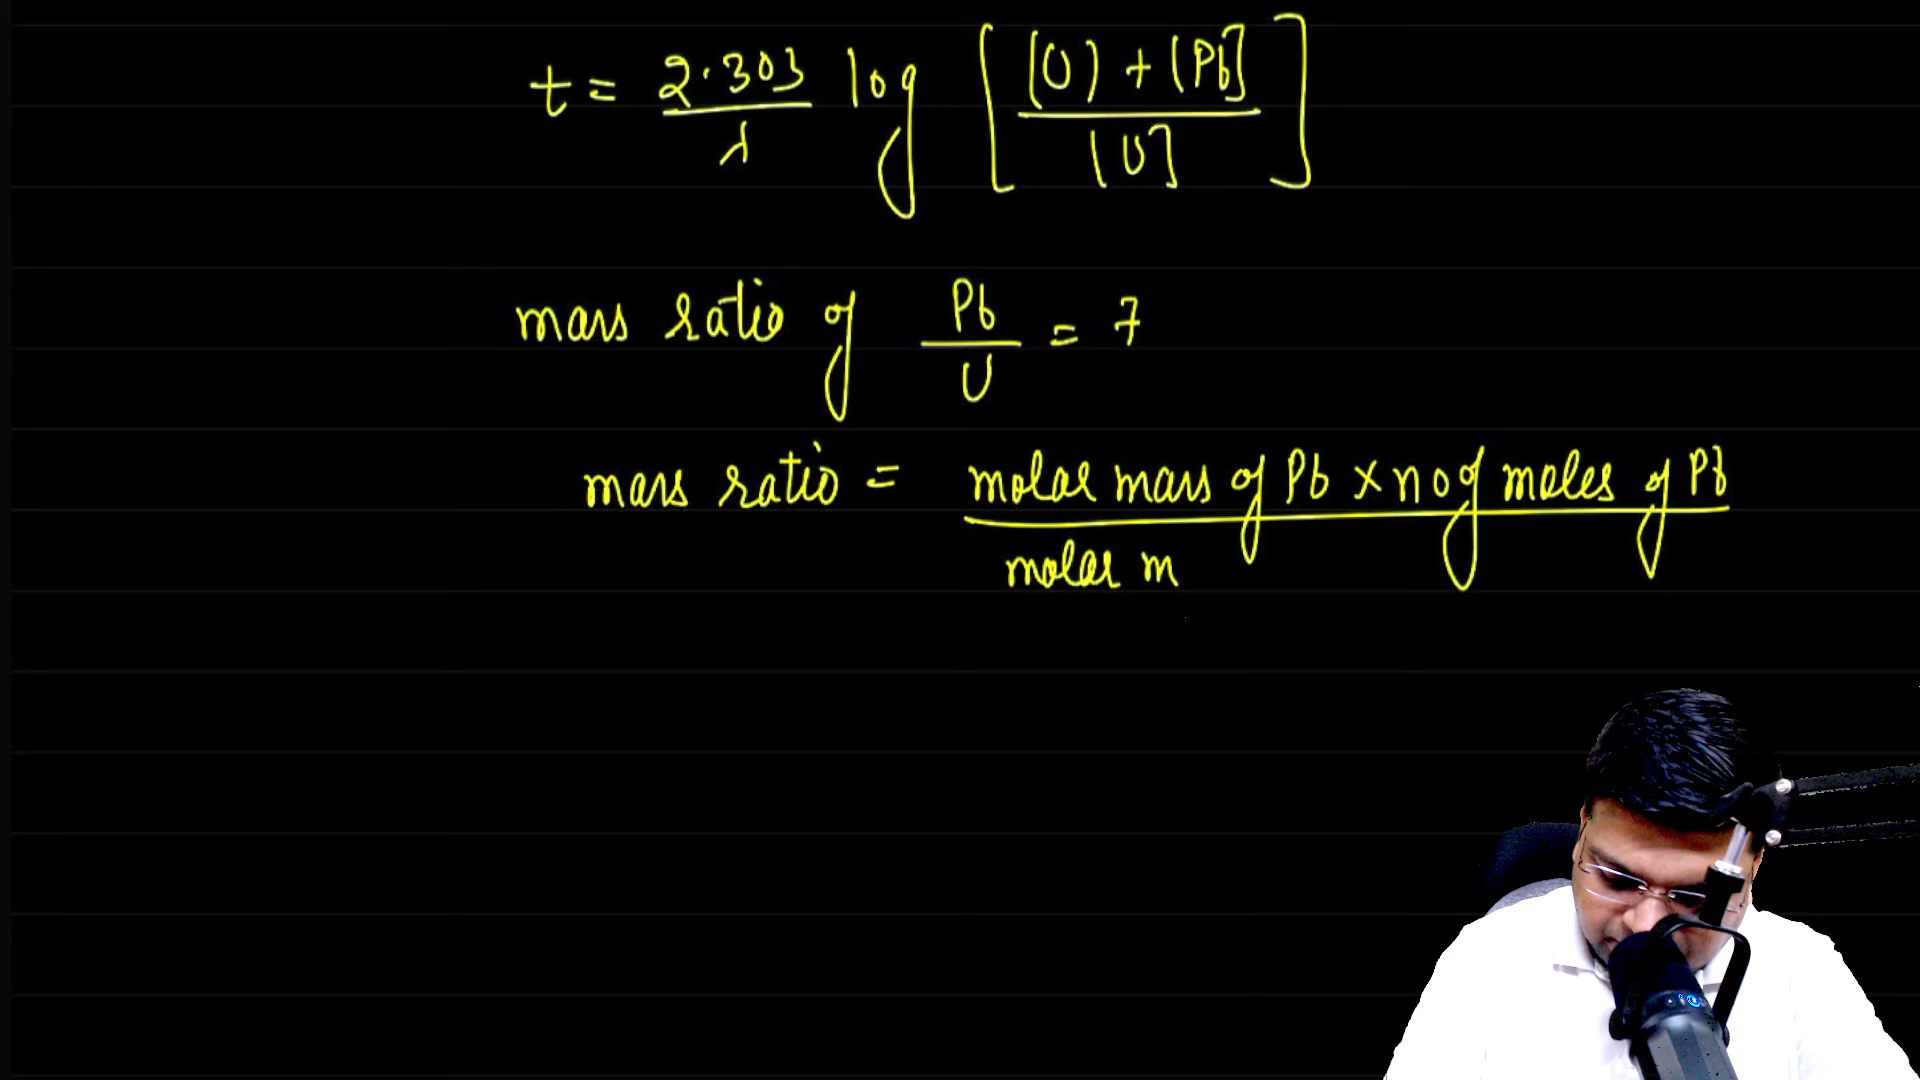 t = 2.303/λ log [(U) + [Pb] / [U]]
mass ratio of Pb/U = 7
mass ratio = molar mass of Pb × no of moles of Pb
molar m